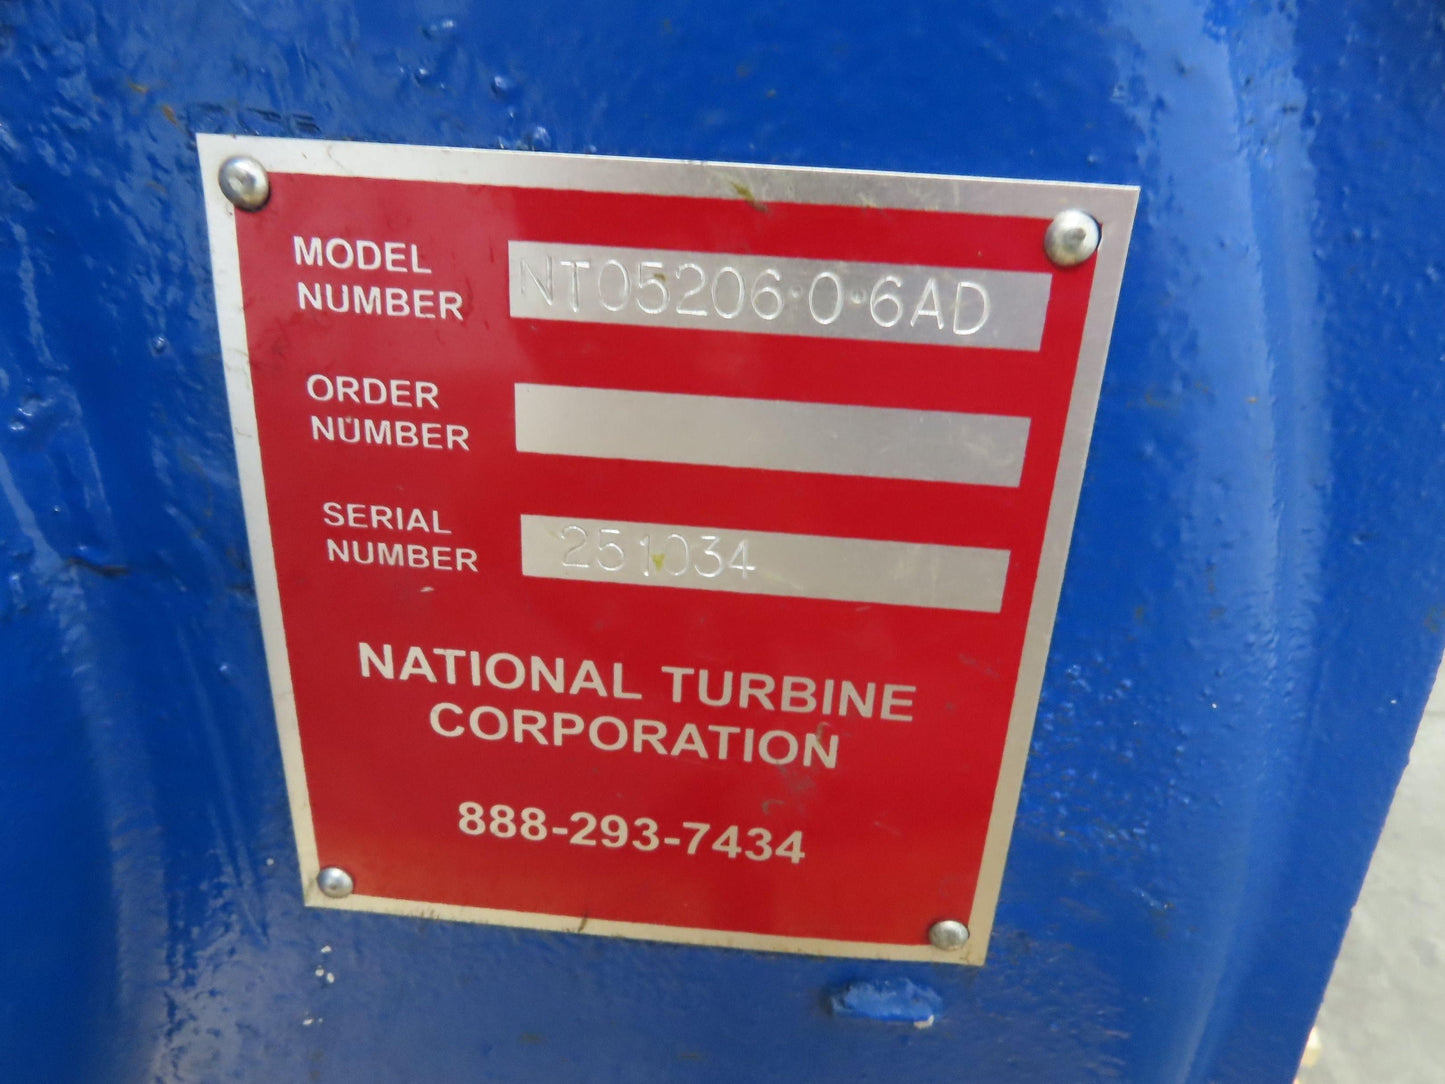 MODEL
NUMBER
NT05206·0·6AD
ORDER
NUMBER
SERIAL
NUMBER
251034
NATIONAL TURBINE
CORPORATION
888-293-7434